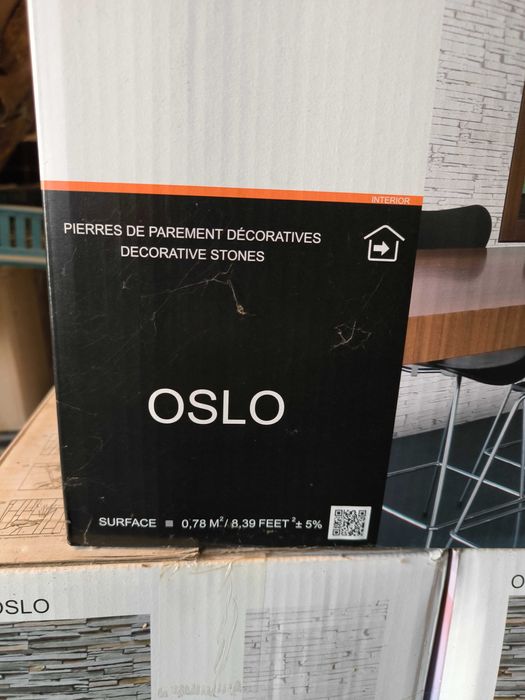 INTERIOR
PIERRES DE PAREMENT DÉCORATIVES
DECORATIVE STONES
OSLO
SURFACE ■ 0,78 M²/ 8,39 FEET ²± 5%
OSLO
O